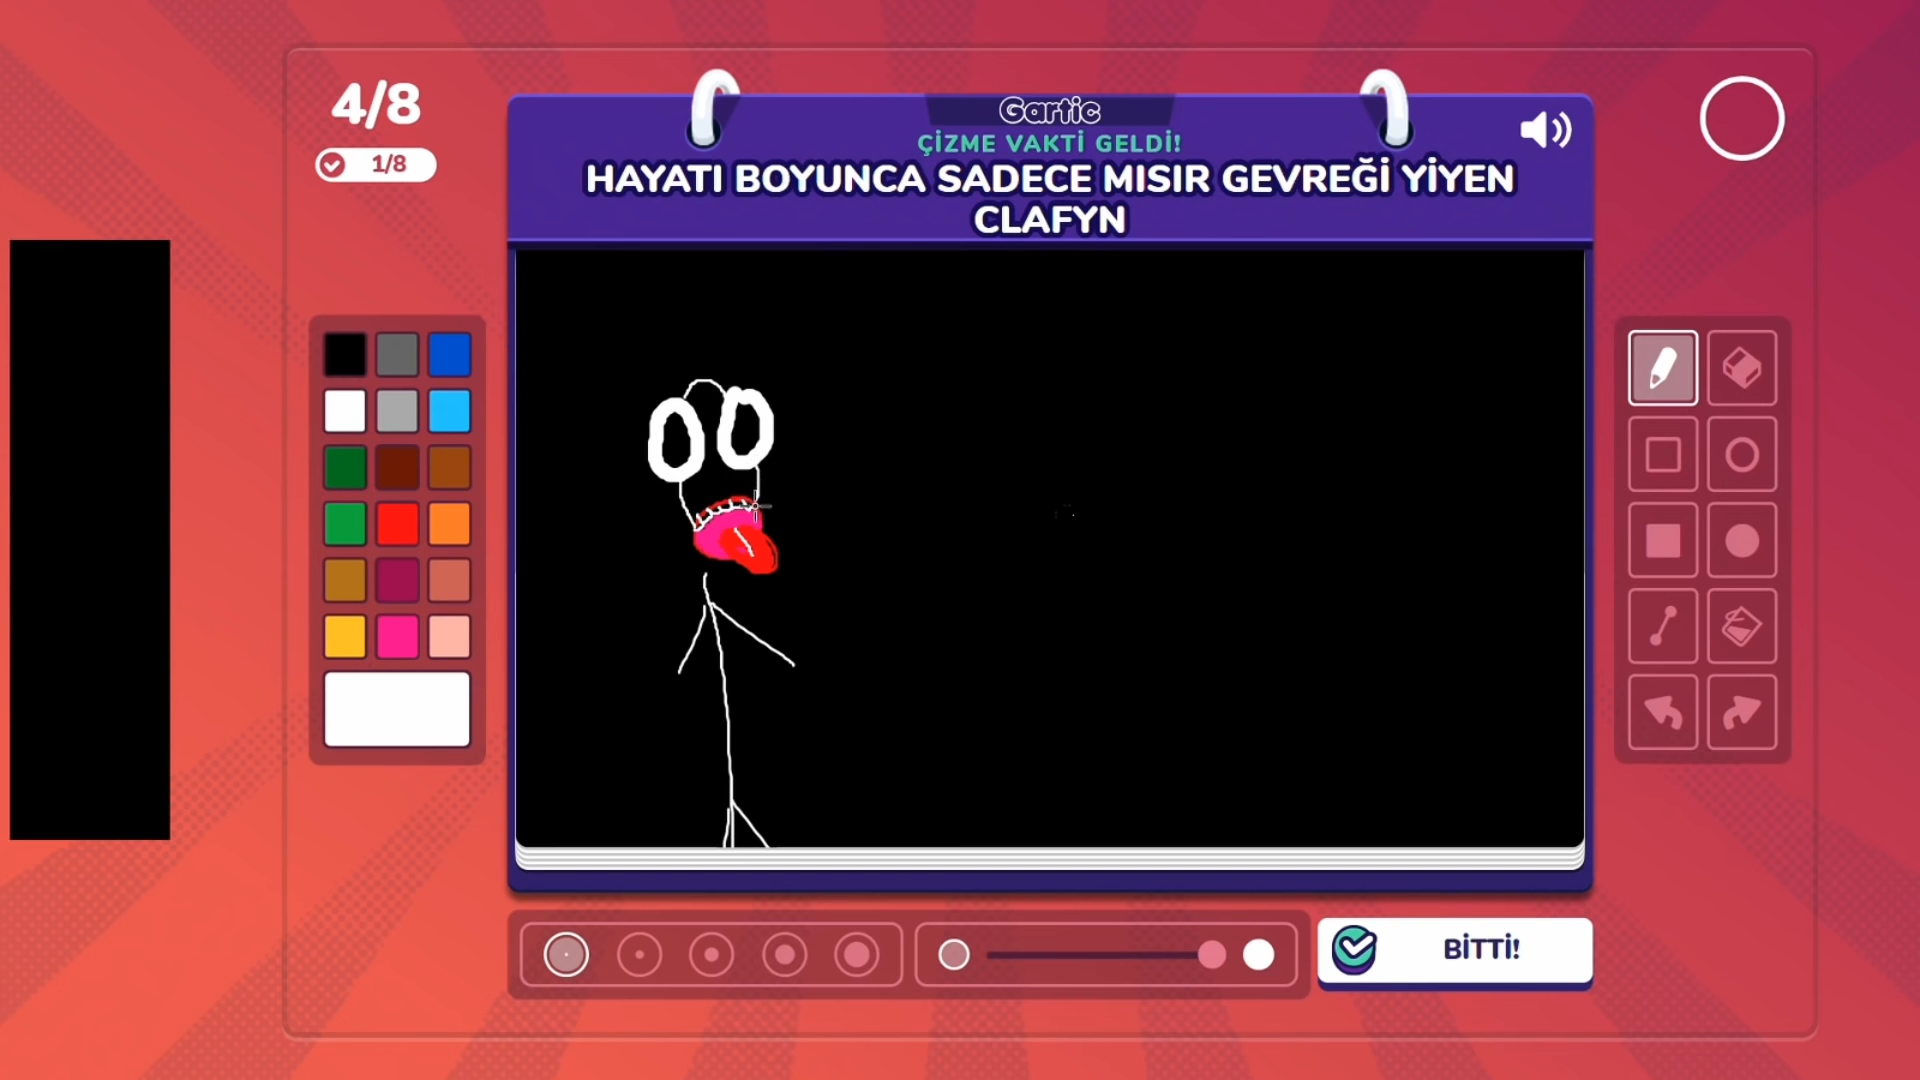 4/8
1/8
Gartic
ÇİZME VAKTİ GELDİ!
HAYATI BOYUNCA SADECE MISIR GEVREĞİ YİYEN
CLAFYN
BİTTİ!